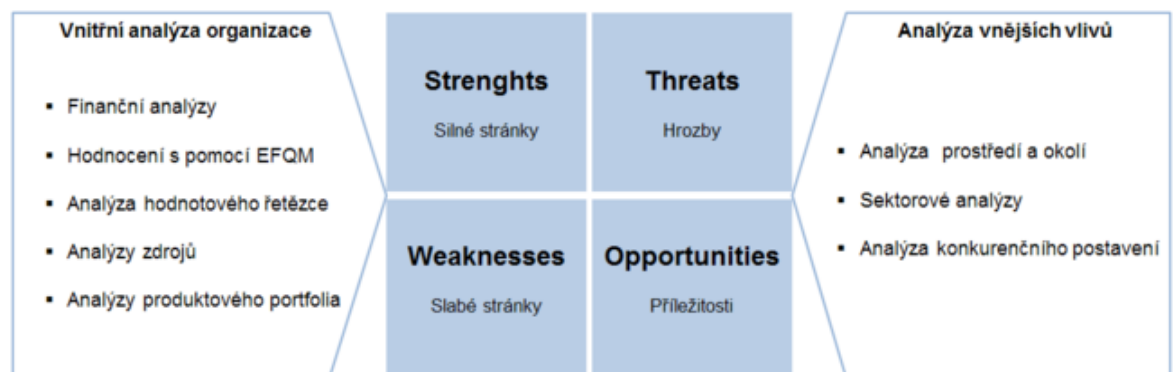 Vnitřní analýza organizace
▪ Finanční analýzy
▪ Hodnocení s pomocí EFQM
▪ Analýza hodnotového řetězce
▪ Analýzy zdrojů
▪ Analýzy produktového portfolia
Strenghts
Silné stránky
Threats
Hrozby
Weaknesses
Slabé stránky
Opportunities
Příležitosti
Analýza vnějších vlivů
▪ Analýza prostředí a okolí
▪ Sektorové analýzy
▪ Analýza konkurenčního postavení